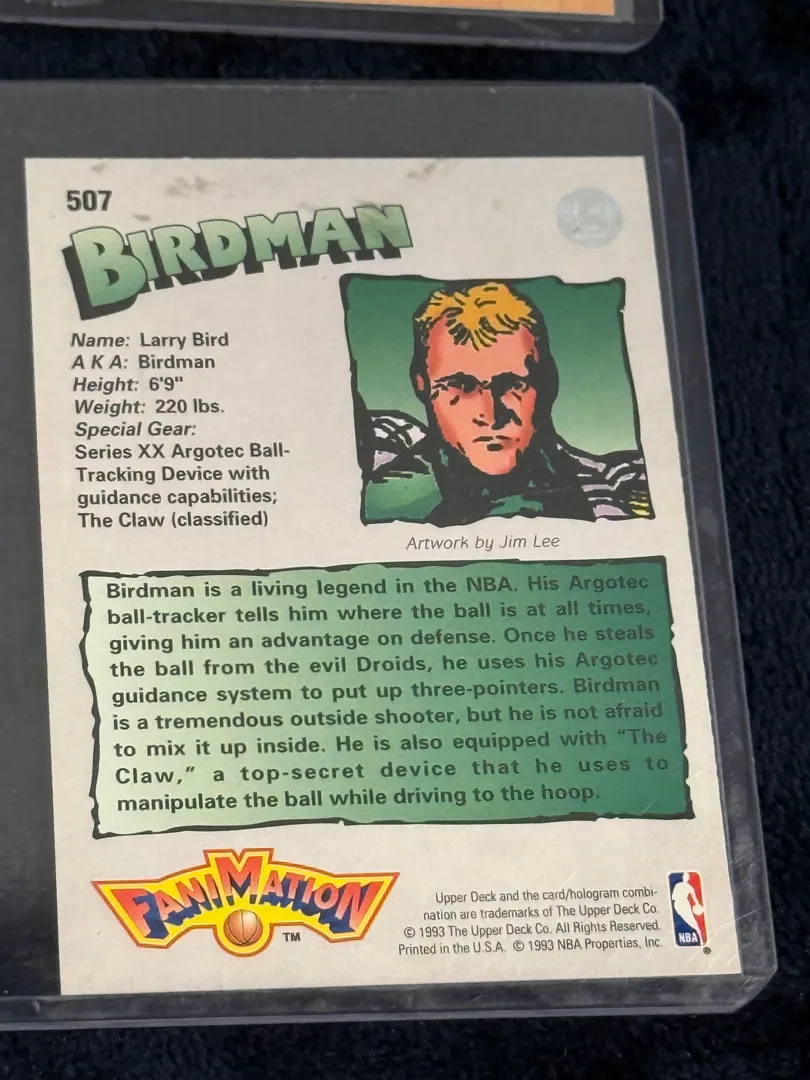 507
BIRDMAN
Name: Larry Bird
A K A: Birdman
Height: 6'9"
Weight: 220 lbs.
Special Gear:
Series XX Argotec Ball-
Tracking Device with
guidance capabilities;
The Claw (classified)
Artwork by Jim Lee
Birdman is a living legend in the NBA. His Argotec
ball-tracker tells him where the ball is at all times,
giving him an advantage on defense. Once he steals
the ball from the evil Droids, he uses his Argotec
guidance system to put up three-pointers. Birdman
is a tremendous outside shooter, but he is not afraid
to mix it up inside. He is also equipped with “The
Claw,” a top-secret device that he uses to
manipulate the ball while driving to the hoop.
FANIMATION
TM
Upper Deck and the card/hologram combi-
nation are trademarks of The Upper Deck Co.
© 1993 The Upper Deck Co. All Rights Reserved.
Printed in the U.S.A. © 1993 NBA Properties, Inc.
NBA
®